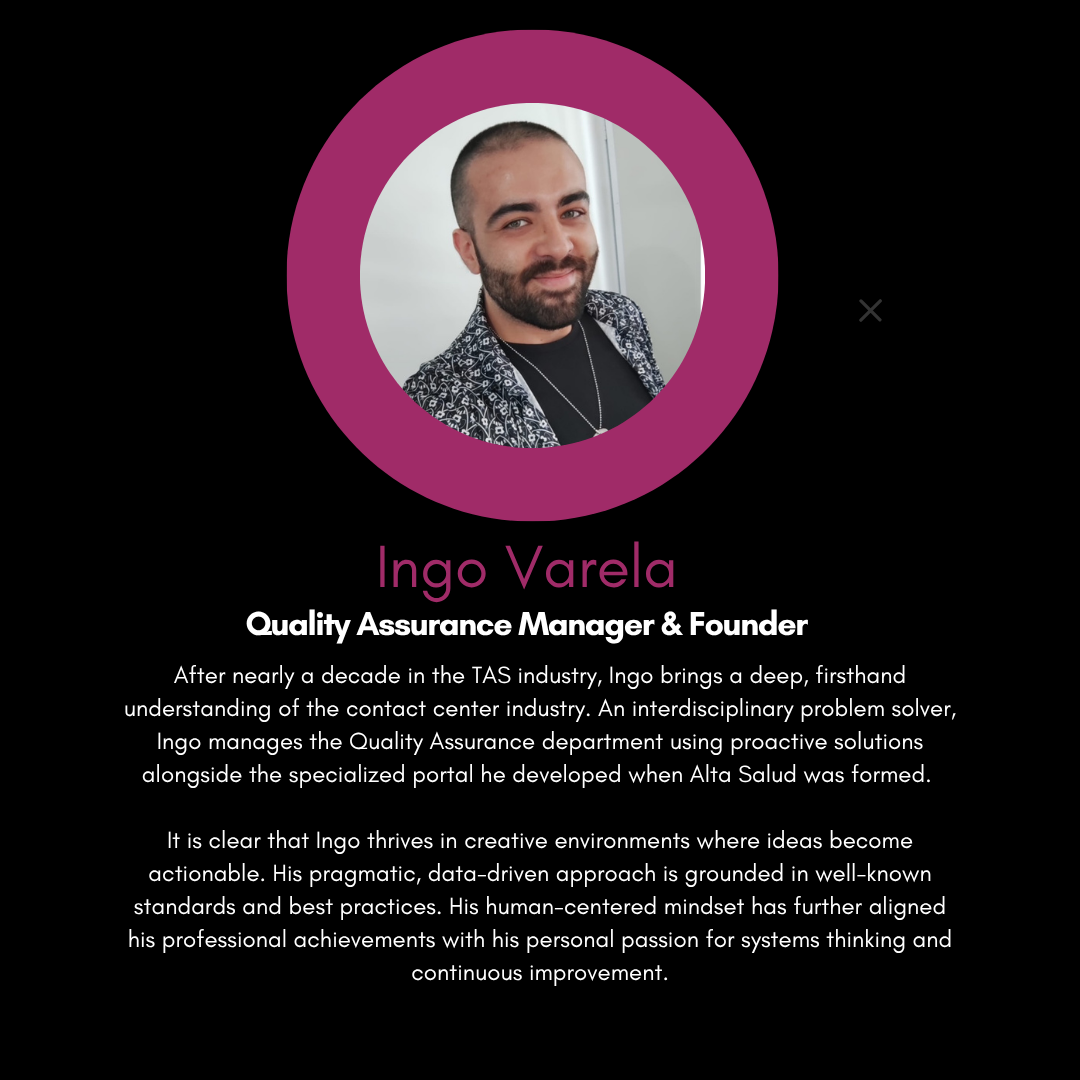 Ingo Varela
Quality Assurance Manager & Founder
After nearly a decade in the TAS industry, Ingo brings a deep, firsthand
understanding of the contact center industry. An interdisciplinary problem solver,
Ingo manages the Quality Assurance department using proactive solutions
alongside the specialized portal he developed when Alta Salud was formed.
It is clear that Ingo thrives in creative environments where ideas become
actionable. His pragmatic, data-driven approach is grounded in well-known
standards and best practices. His human-centered mindset has further aligned
his professional achievements with his personal passion for systems thinking and
continuous improvement.